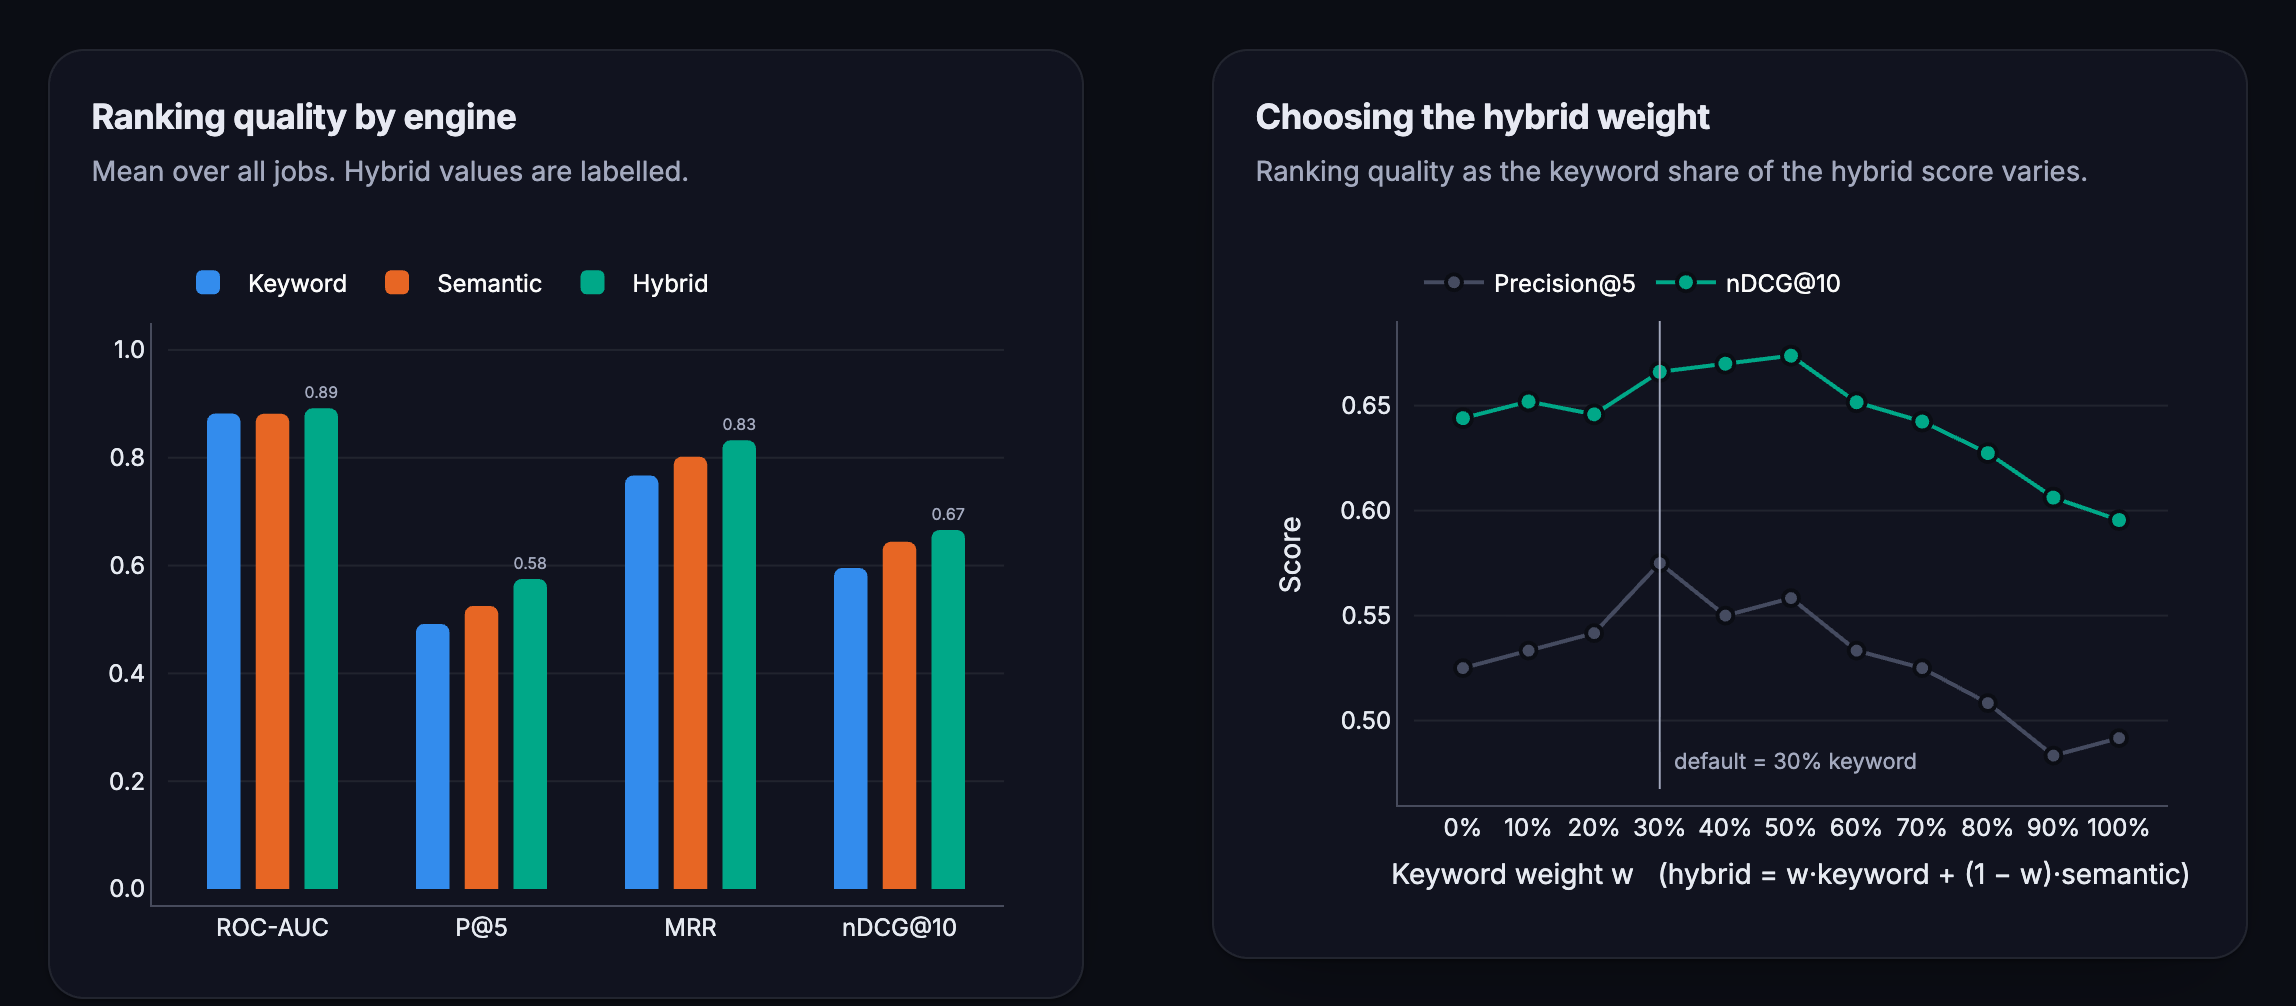 Ranking quality by engine
Mean over all jobs. Hybrid values are labelled.
Keyword Semantic Hybrid
1.0
0.8
0.6
0.4
0.2
0.0
0.89
0.58
0.83
0.67
ROC-AUC P@5 MRR nDCG@10
Choosing the hybrid weight
Ranking quality as the keyword share of the hybrid score varies.
Precision@5 nDCG@10
Score
0.65
0.60
0.55
0.50
default = 30% keyword
0% 10% 20% 30% 40% 50% 60% 70% 80% 90% 100%
Keyword weight w (hybrid = w·keyword + (1 − w)·semantic)